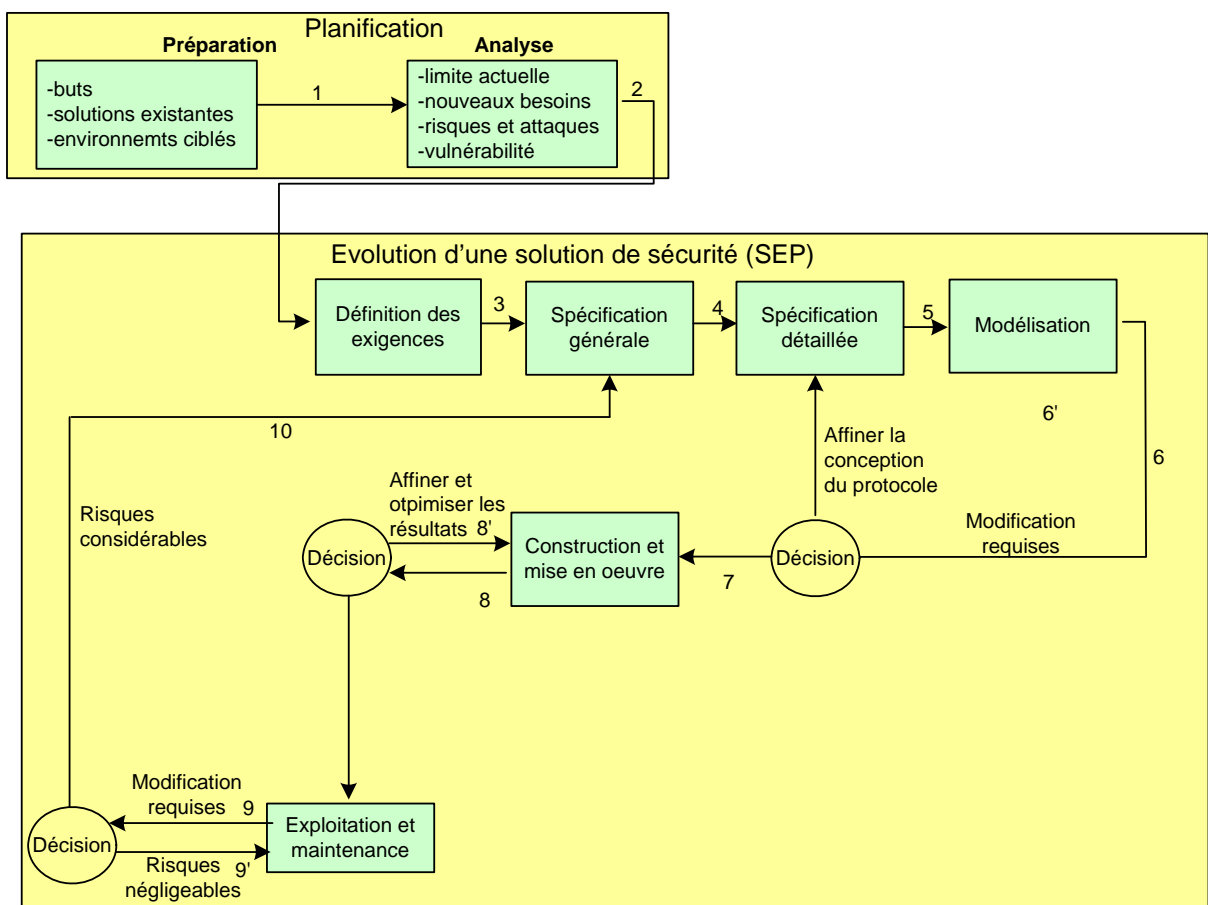 Planification
Préparation
Analyse
-buts
-solutions existantes
-environnemts ciblés
1
-limite actuelle
-nouveaux besoins
-risques et attaques
-vulnérabilité
2
Evolution d'une solution de sécurité (SEP)
Définition des
exigences
3
Spécification
générale
4
Spécification
détaillée
5
Modélisation
6'
6
10
Affiner la
conception
du protocole
Risques
considérables
Affiner et
otpimiser les
résultats 8'
Modification
requises
Décision
Construction et
mise en oeuvre
Décision
7
8
Modification
requises 9
Exploitation et
maintenance
Décision
Risques
négligeables 9'